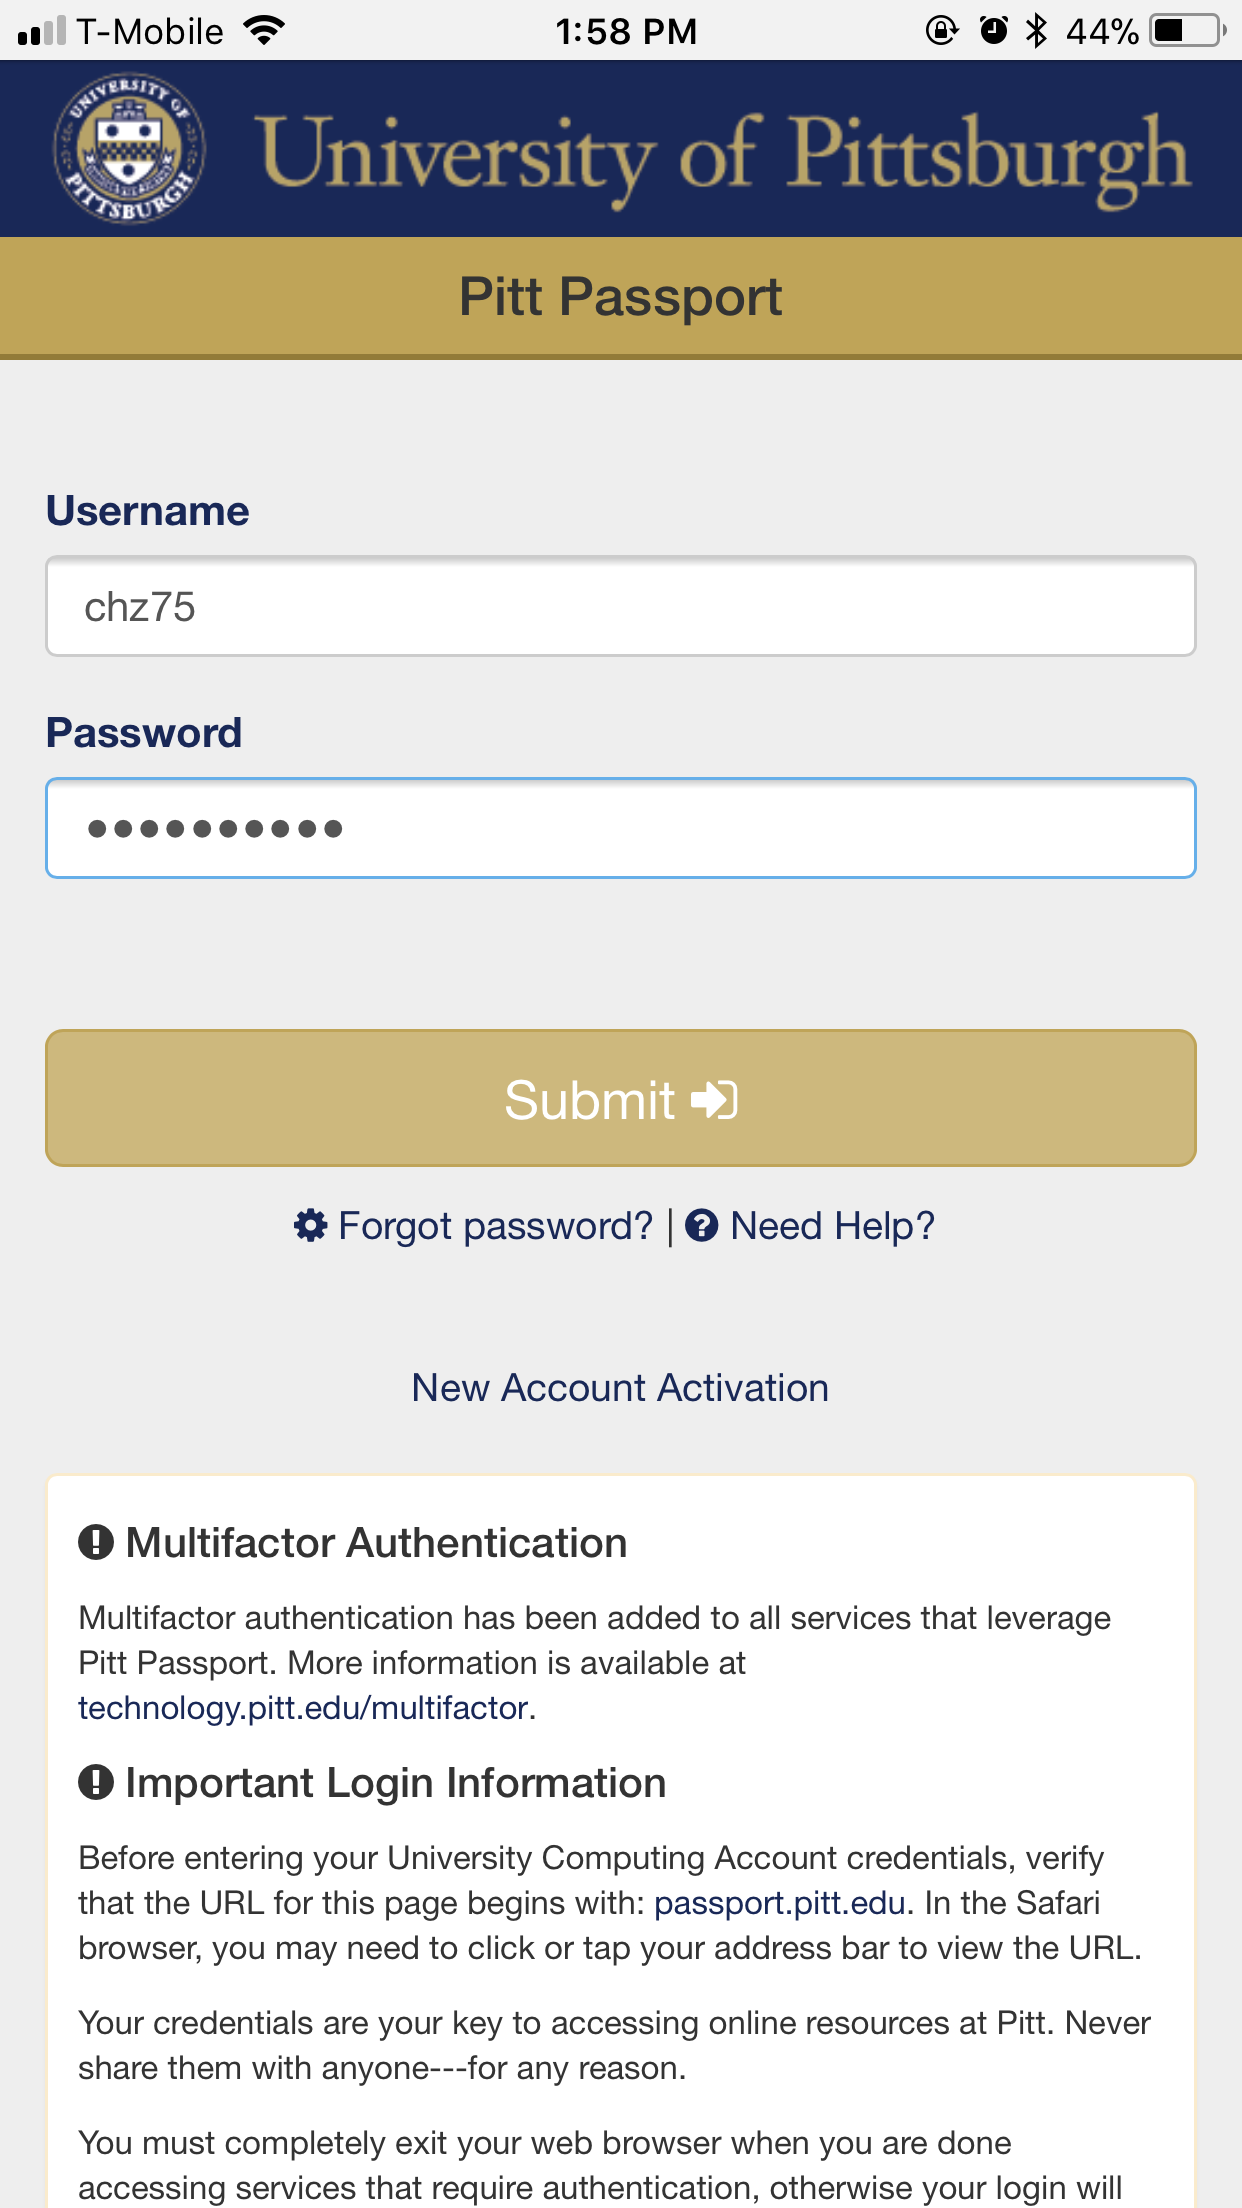 T-Mobile 1:58 PM 44%
UNIVERSITY OF PITTSBURGH
University of Pittsburgh
Pitt Passport
Username
chz75
Password
••••••••••
Submit
Forgot password? | Need Help?
New Account Activation
Multifactor Authentication
Multifactor authentication has been added to all services that leverage
Pitt Passport. More information is available at
technology.pitt.edu/multifactor.
Important Login Information
Before entering your University Computing Account credentials, verify
that the URL for this page begins with: passport.pitt.edu. In the Safari
browser, you may need to click or tap your address bar to view the URL.
Your credentials are your key to accessing online resources at Pitt. Never
share them with anyone---for any reason.
You must completely exit your web browser when you are done
accessing services that require authentication, otherwise your login will